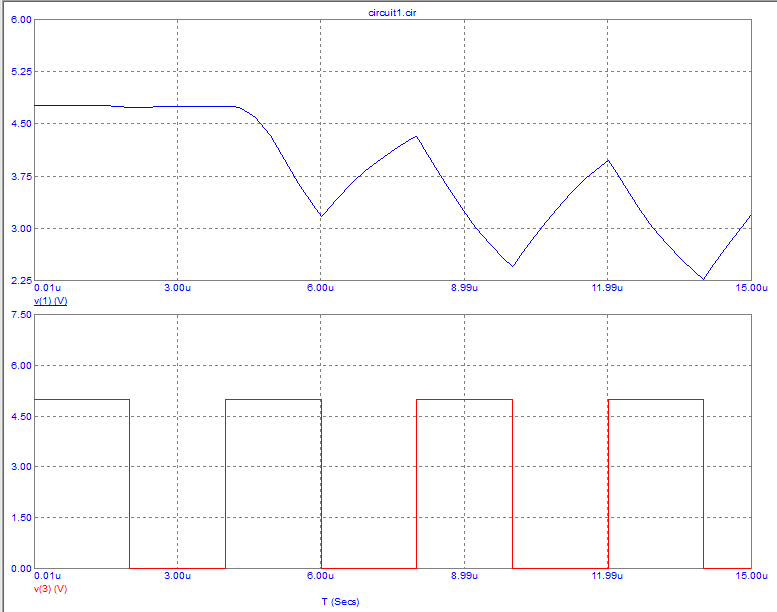 circuit1.cir
6.00
5.25
4.50
3.75
3.00
2.25
0.01u 3.00u 6.00u 8.99u 11.99u 15.00u
v(1) (V)
7.50
6.00
4.50
3.00
1.50
0.00
0.01u 3.00u 6.00u 8.99u 11.99u 15.00u
v(3) (V)
T (Secs)